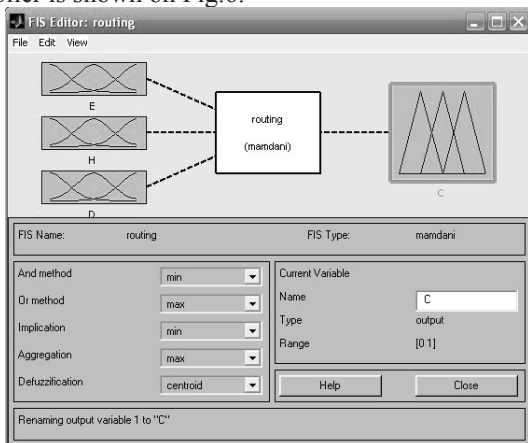 oller is shown on Fig.6.
FIS Editor: routing
File Edit View
E
H
D
routing
(mamdani)
C
FIS Name: routing FIS Type: mamdani
And method min
Or method max
Implication min
Aggregation max
Defuzzification centroid
Current Variable
Name C
Type output
Range [0 1]
Help Close
Renaming output variable 1 to "C"